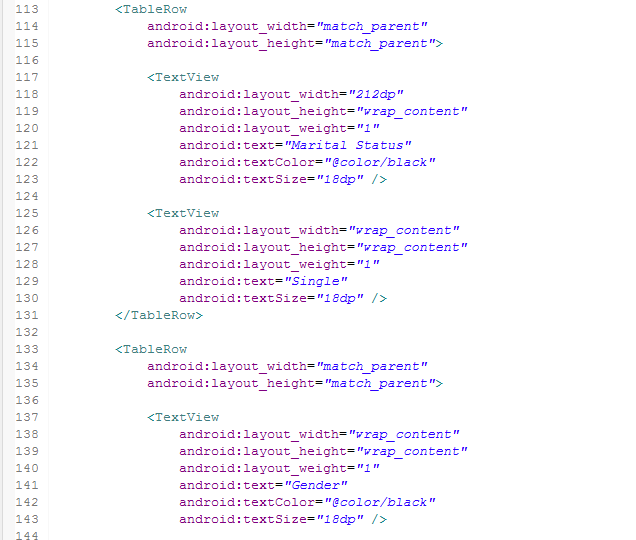 113 <TableRow
114 android:layout_width="match_parent"
115 android:layout_height="match_parent">
116
117 <TextView
118 android:layout_width="212dp"
119 android:layout_height="wrap_content"
120 android:layout_weight="1"
121 android:text="Marital Status"
122 android:textColor="@color/black"
123 android:textSize="18dp" />
124
125 <TextView
126 android:layout_width="wrap_content"
127 android:layout_height="wrap_content"
128 android:layout_weight="1"
129 android:text="Single"
130 android:textSize="18dp" />
131 </TableRow>
132
133 <TableRow
134 android:layout_width="match_parent"
135 android:layout_height="match_parent">
136
137 <TextView
138 android:layout_width="wrap_content"
139 android:layout_height="wrap_content"
140 android:layout_weight="1"
141 android:text="Gender"
142 android:textColor="@color/black"
143 android:textSize="18dp" />
144